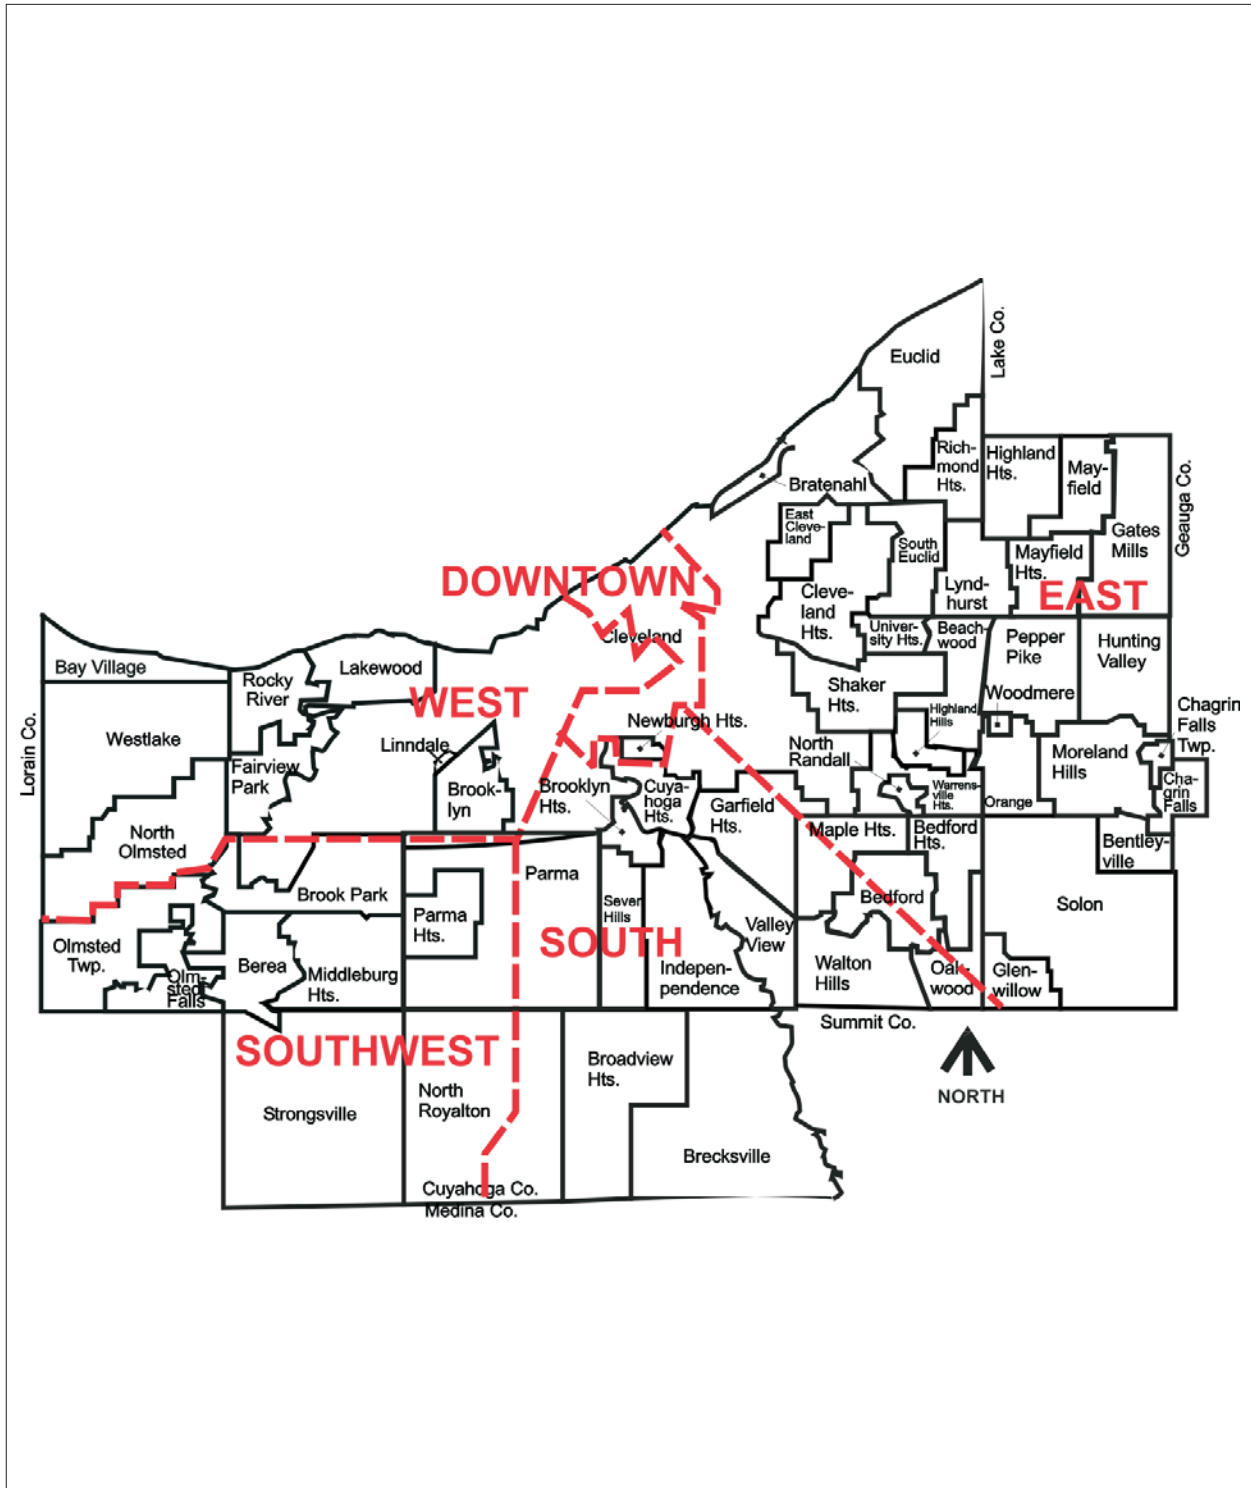 Euclid
Lake Co.
Rich-
mond
Hts.
Highland
Hts.
May-
field
Geauga Co.
Bratenahl
East
Cleve-
land
South
Euclid
Gates
Mills
Mayfield
Hts.
DOWNTOWN
Cleve-
land
Hts.
Lynd-
hurst
EAST
Cleveland
Univer-
sity Hts.
Beach-
wood
Pepper
Pike
Hunting
Valley
Bay Village
Lakewood
Rocky
River
WEST
Shaker
Hts.
Woodmere
Chagrin
Falls
Twp.
Highland
Hills
Lorain Co.
Westlake
Linndale
Newburgh Hts.
North
Randall
Moreland
Hills
Fairview
Park
Brook-
lyn
Brooklyn
Hts.
Cuya-
hoga
Hts.
Garfield
Hts.
Warrens-
ville Hts.
Orange
Cha-
grin
Falls
North
Olmsted
Maple Hts.
Bedford
Hts.
Bentley-
ville
Brook Park
Parma
Parma
Hts.
Seven
Hills
Bedford
Solon
Valley
View
SOUTH
Olmsted
Twp.
Olm-
sted
Falls
Berea
Middleburg
Hts.
Indepen-
pendence
Walton
Hills
Oak-
wood
Glen-
willow
Summit Co.
SOUTHWEST
Broadview
Hts.
NORTH
Strongsville
North
Royalton
Brecksville
Cuyahoga Co.
Medina Co.